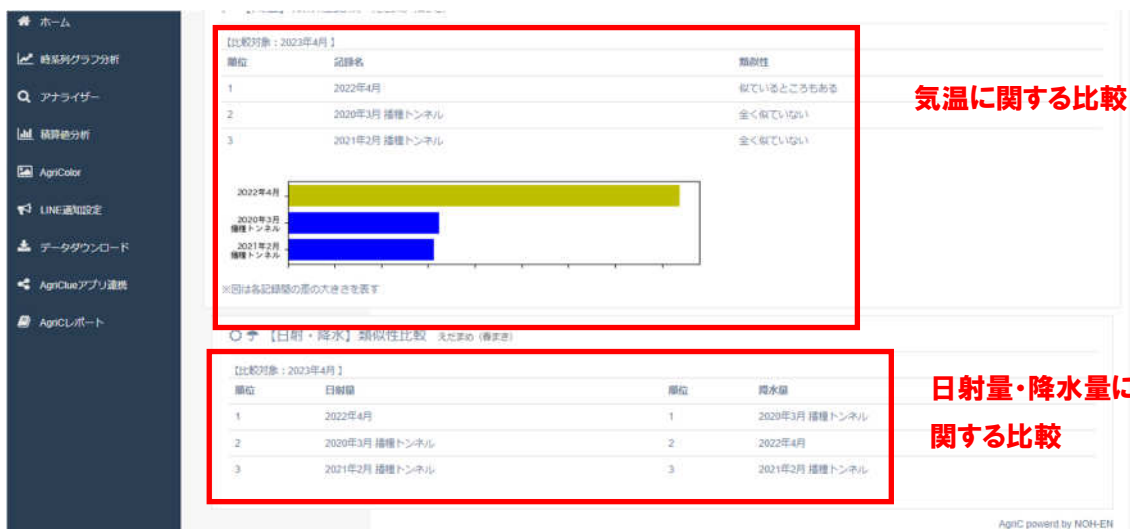 ホーム
時系列グラフ分析
アナライザー
積算値分析
AgriColor
LINE通知設定
データダウンロード
AgriClueアプリ連携
AgriCレポート
【比較対象：2023年4月】
順位 記録名 類似性
1 2022年4月 似ているところもある
2 2020年3月 播種トンネル 全く似ていない
3 2021年2月 播種トンネル 全く似ていない
気温に関する比較
2022年4月
2020年3月
播種トンネル
2021年2月
播種トンネル
※図は各記録間の差の大きさを表す
【日射・降水】類似性比較 えだまめ（春まき）
【比較対象：2023年4月】
順位 日射量 順位 降水量
1 2022年4月 1 2020年3月 播種トンネル
2 2020年3月 播種トンネル 2 2022年4月
3 2021年2月 播種トンネル 3 2021年2月 播種トンネル
日射量・降水量に
関する比較
AgriC powerd by NOH-EN